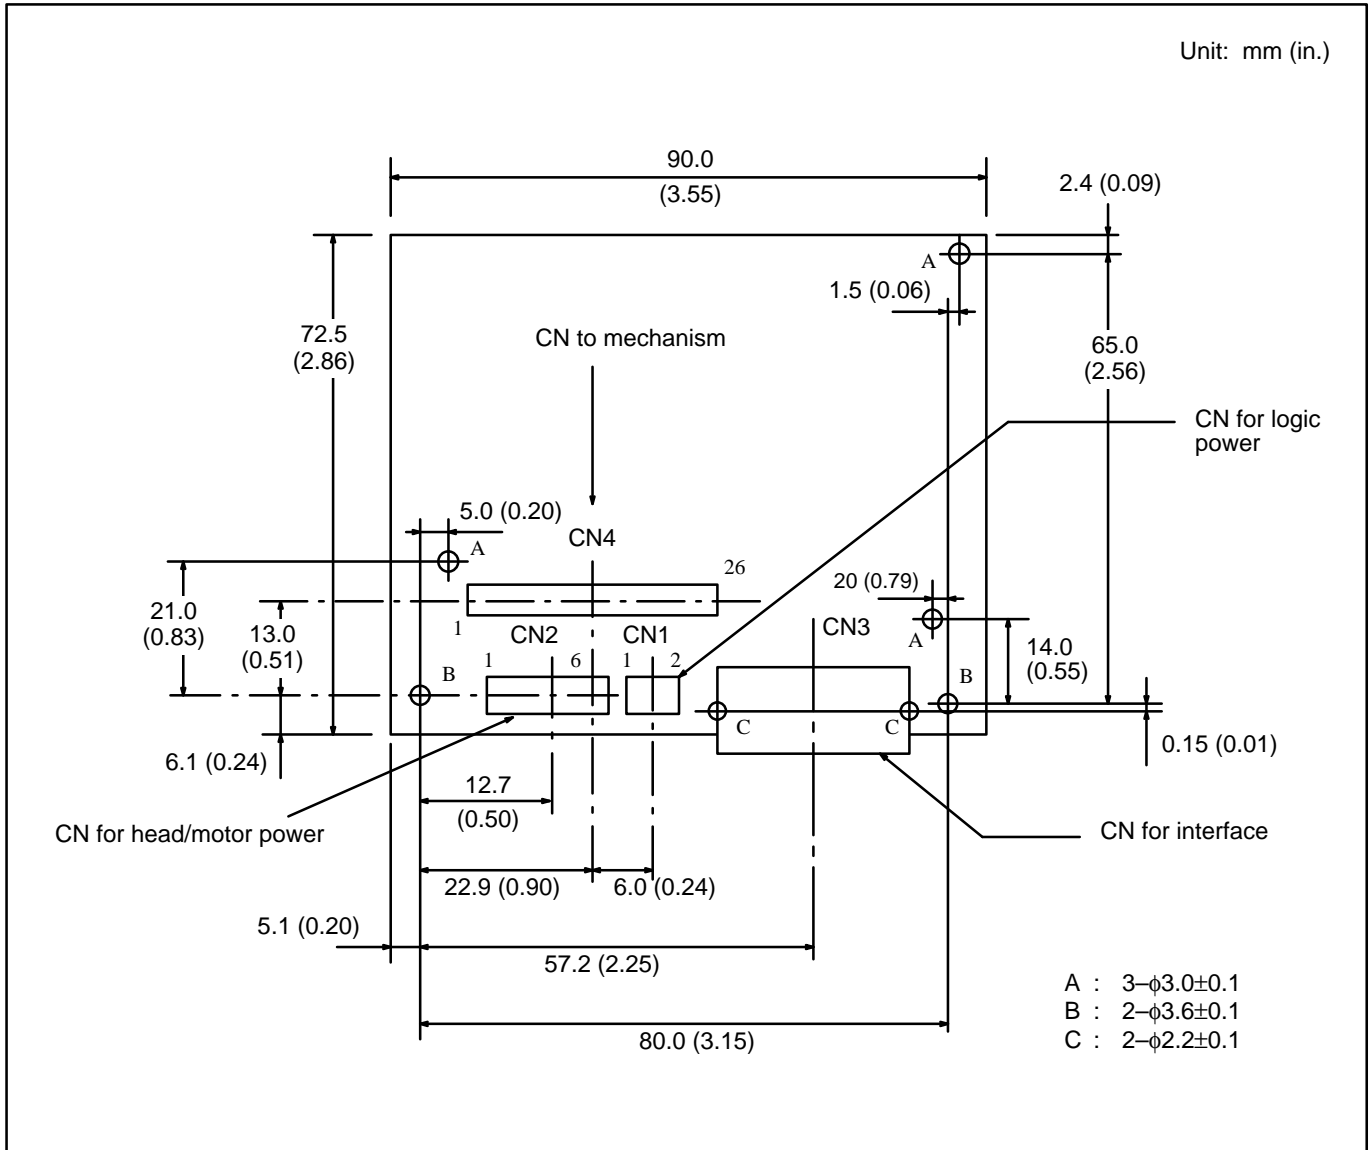 Unit: mm (in.)
90.0
(3.55)
2.4 (0.09)
A
1.5 (0.06)
72.5
(2.86)
CN to mechanism
65.0
(2.56)
CN for logic
power
5.0 (0.20)
A
CN4
26
20 (0.79)
21.0
(0.83)
13.0
(0.51)
1
CN2
CN1
CN3
A
14.0
(0.55)
B
1
6
1
2
B
C
C
6.1 (0.24)
0.15 (0.01)
12.7
(0.50)
CN for head/motor power
CN for interface
22.9 (0.90)
6.0 (0.24)
5.1 (0.20)
57.2 (2.25)
A : 3–ϕ3.0±0.1
B : 2–ϕ3.6±0.1
C : 2–ϕ2.2±0.1
80.0 (3.15)